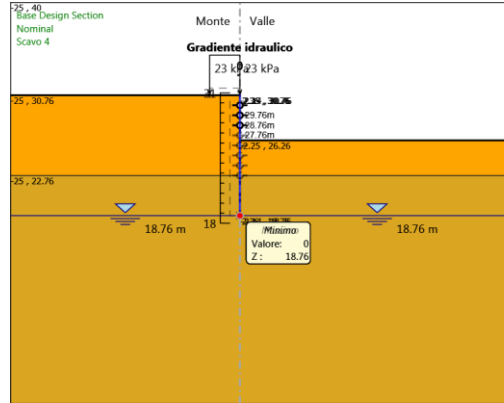 -25, 40
Base Design Section
Nominal
Scavo 4
Monte
Valle
Gradiente idraulico
23 kPa
23 kPa
31
-25, 30.76
29.76m
28.76m
27.76m
2.25 , 26.26
-25, 22.76
18
18.76 m
18.76 m
Minimo
Valore: 0
Z : 18.76